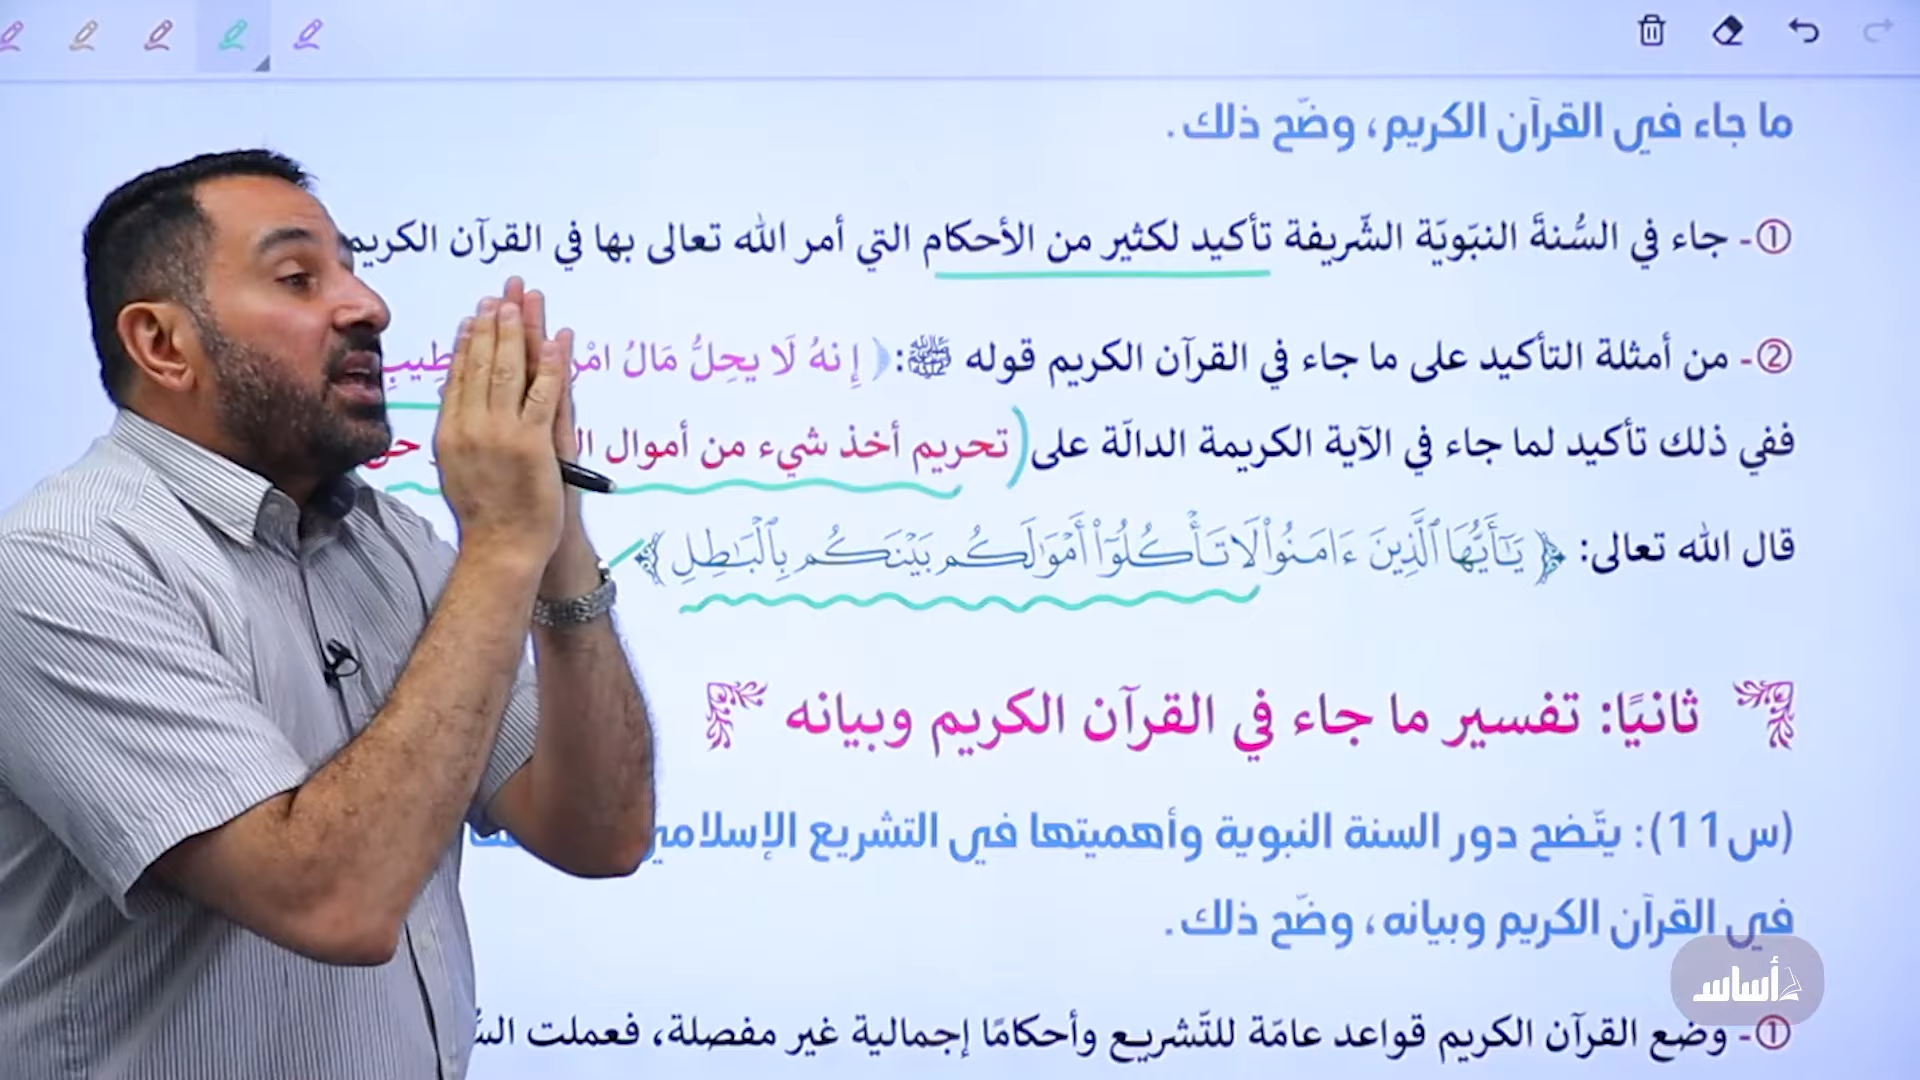 ما جاء في القرآن الكريم، وضّح ذلك.
①- جاء في السُّنةَ النبَويّة الشّريفة تأكيد لكثير من الأحكام التي أمر الله تعالى بها في القرآن الكريم
②- من أمثلة التأكيد على ما جاء في القرآن الكريم قوله ﷺ: ﴿إِنهُ لَا يحِلُّ مَالُ
ففي ذلك تأكيد لما جاء في الآية الكريمة الدالّة على (تحريم أخذ شيء من أموال
قال الله تعالى: ﴿يَـٰٓأَيُّهَا ٱلَّذِينَ ءَامَنُوا۟ لَا تَأْكُلُوٓا۟ أَمْوَٰلَكُم بَيْنَكُم بِٱلْبَـٰطِلِ﴾
ثانيًا: تفسير ما جاء في القرآن الكريم وبيانه
(س11): يتّضح دور السنة النبوية وأهميتها في التشريع الإسلامي
في القرآن الكريم وبيانه، وضّح ذلك.
أساس
①- وضع القرآن الكريم قواعد عامّة للتّشريع وأحكامًا إجمالية غير مفصلة، فعملت